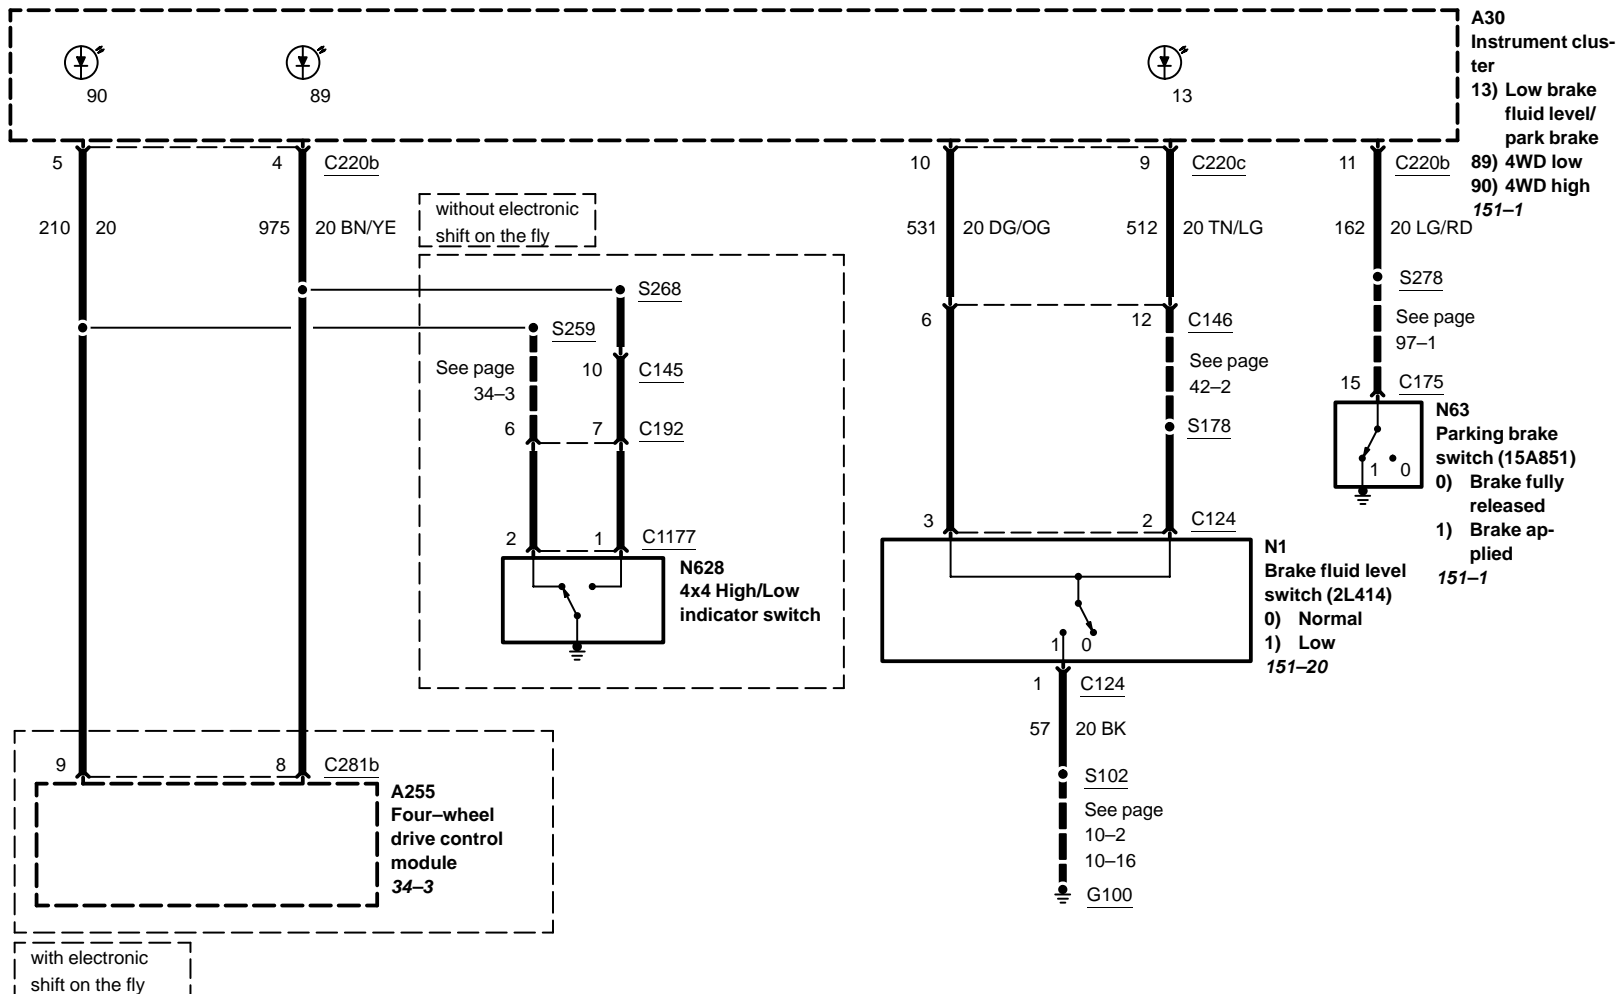 A30
Instrument clus-
ter
13) Low brake
fluid level/
park brake
89) 4WD low
90) 4WD high
151–1
90
89
13
5
4
C220b
10
9
C220c
11
C220b
210
20
975
20 BN/YE
without electronic
shift on the fly
531
20 DG/OG
512
20 TN/LG
162
20 LG/RD
S268
S259
See page
34–3
10
C145
6
7
C192
2
1
C1177
N628
4x4 High/Low
indicator switch
6
12
C146
See page
42–2
S178
3
2
C124
S278
See page
97–1
15
C175
1
0
N63
Parking brake
switch (15A851)
0) Brake fully
released
1) Brake ap-
plied
151–1
N1
Brake fluid level
switch (2L414)
0) Normal
1) Low
151–20
1
0
1
C124
57
20 BK
S102
See page
10–2
10–16
G100
9
8
C281b
A255
Four–wheel
drive control
module
34–3
with electronic
shift on the fly